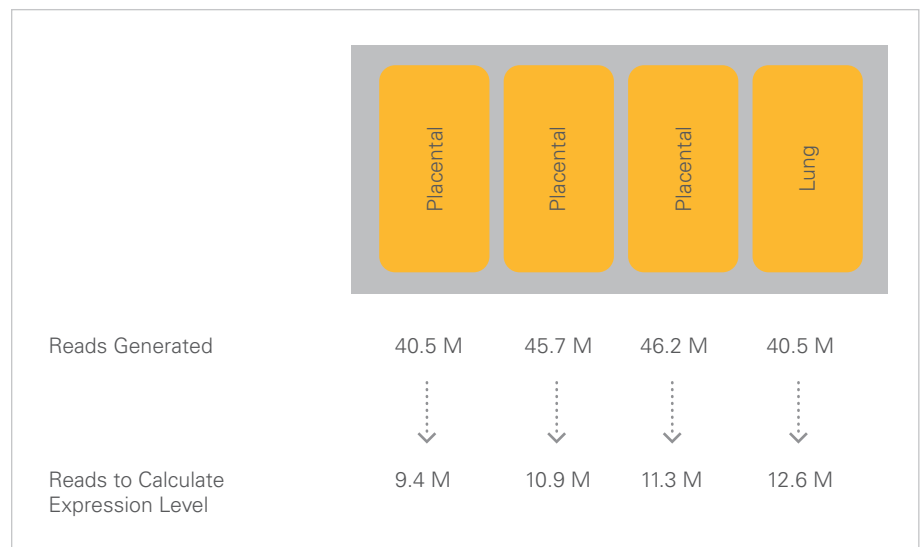 Placental
Placental
Placental
Lung
Reads Generated
40.5 M
45.7 M
46.2 M
40.5 M
Reads to Calculate
Expression Level
9.4 M
10.9 M
11.3 M
12.6 M